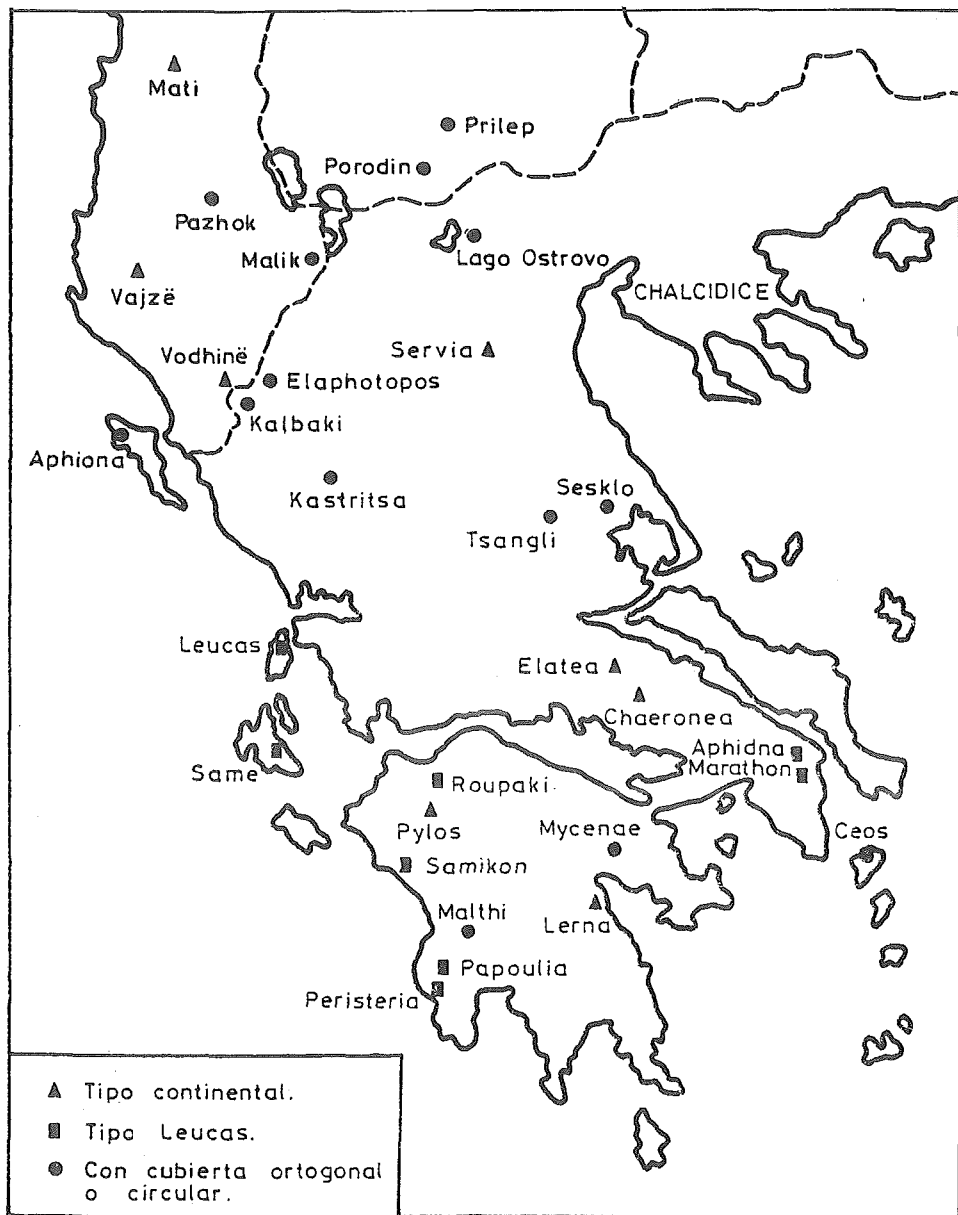 Mati
Prilep
Porodin
Pazhok
Malik
Lago Ostrovo
Vajzë
CHALCIDICE
Servia
Vodhinë
Elaphotopos
Kalbaki
Aphiona
Kastritsa
Sesklo
Tsangli
Leucas
Elatea
Chaeronea
Aphidna
Marathon
Same
Roupaki
Pylos
Mycenae
Ceos
Samikon
Malthi
Lerna
Papoulia
Peristeria
Tipo continental.
Tipo Leucas.
Con cubierta ortogonal
o circular.